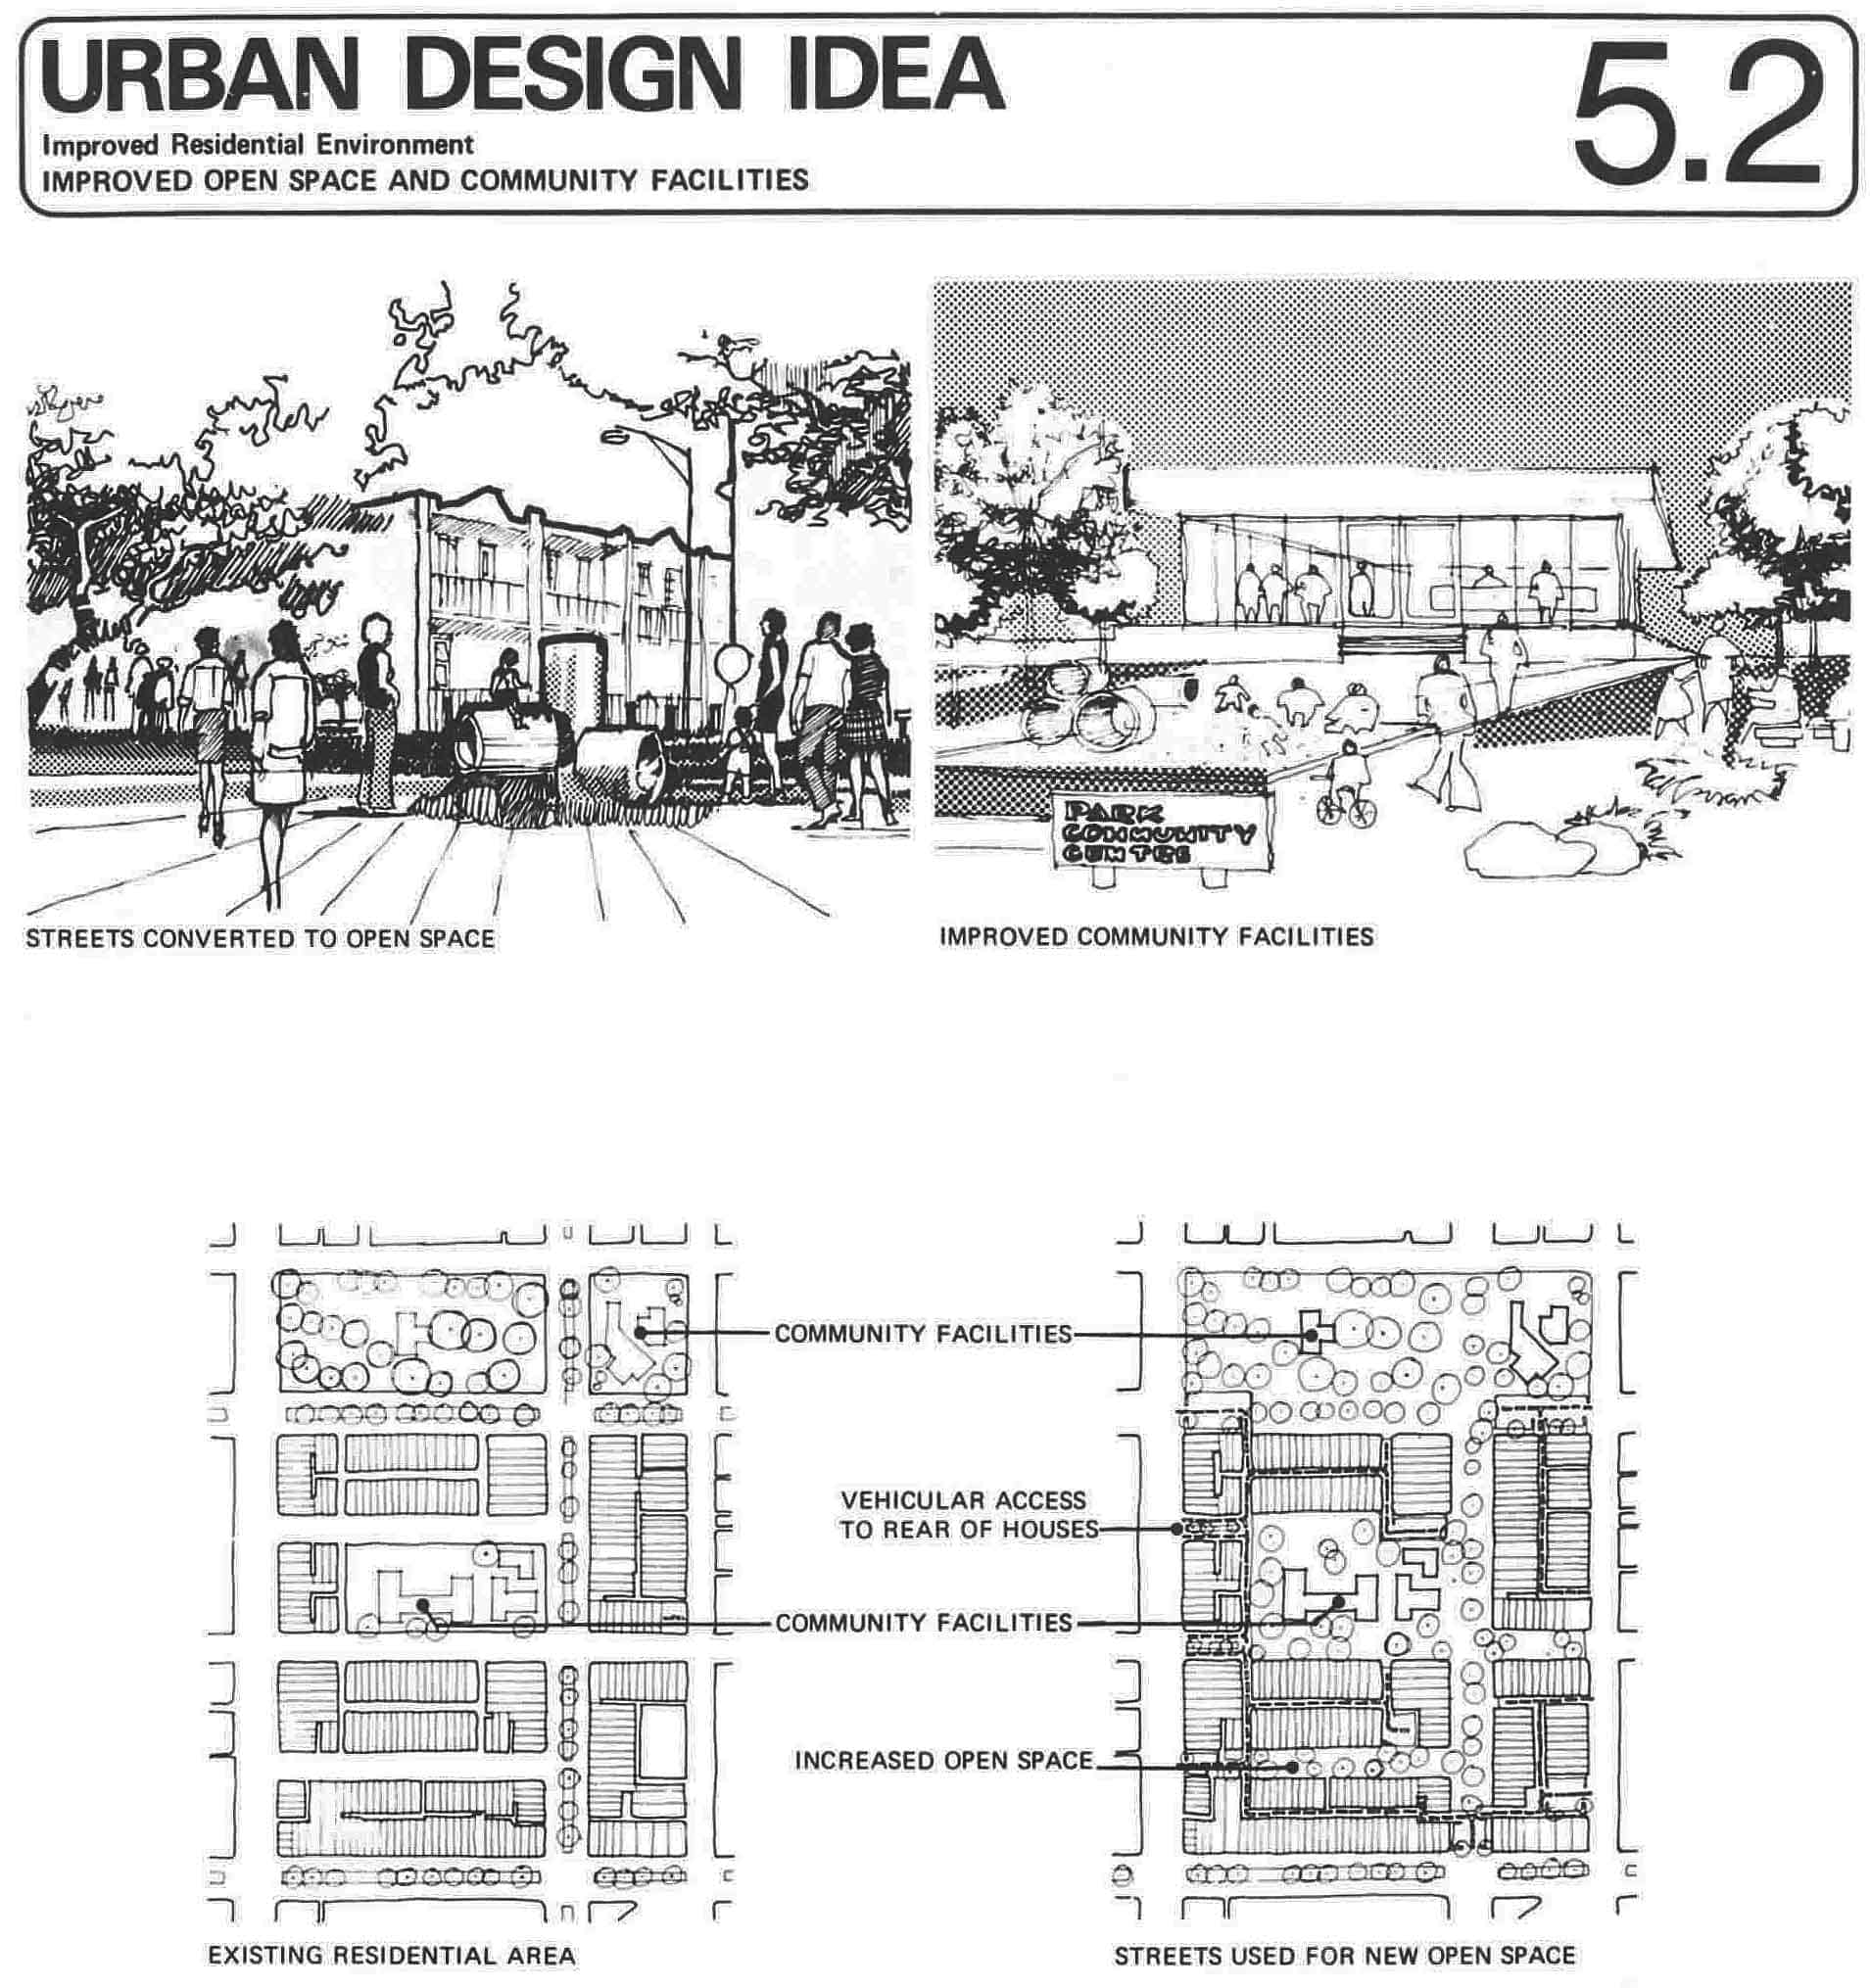 URBAN DESIGN IDEA
5.2
Improved Residential Environment
IMPROVED OPEN SPACE AND COMMUNITY FACILITIES
PARK
COMMUNITY
CENTRE
STREETS CONVERTED TO OPEN SPACE
IMPROVED COMMUNITY FACILITIES
COMMUNITY FACILITIES
VEHICULAR ACCESS
TO REAR OF HOUSES
COMMUNITY FACILITIES
INCREASED OPEN SPACE
EXISTING RESIDENTIAL AREA
STREETS USED FOR NEW OPEN SPACE